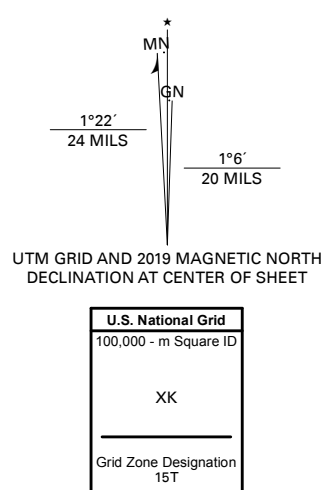 MN
GN
1°22´
24 MILS
1°6´
20 MILS
UTM GRID AND 2019 MAGNETIC NORTH
DECLINATION AT CENTER OF SHEET
U.S. National Grid
100,000 - m Square ID
XK
Grid Zone Designation
15T